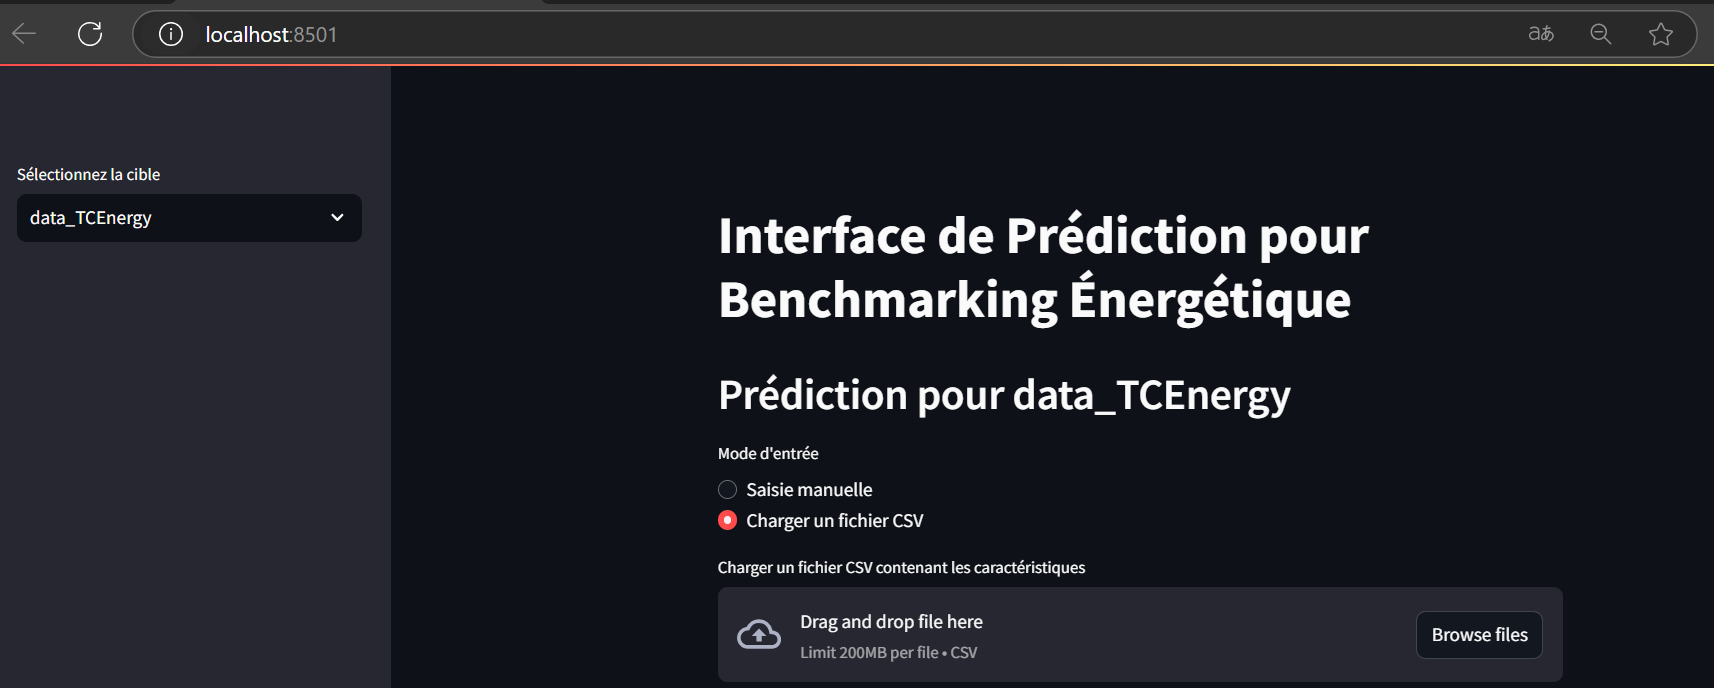 localhost:8501
aあ
Sélectionnez la cible
data_TCEnergy
Interface de Prédiction pour
Benchmarking Énergétique
Prédiction pour data_TCEnergy
Mode d'entrée
Saisie manuelle
Charger un fichier CSV
Charger un fichier CSV contenant les caractéristiques
Drag and drop file here
Limit 200MB per file • CSV
Browse files